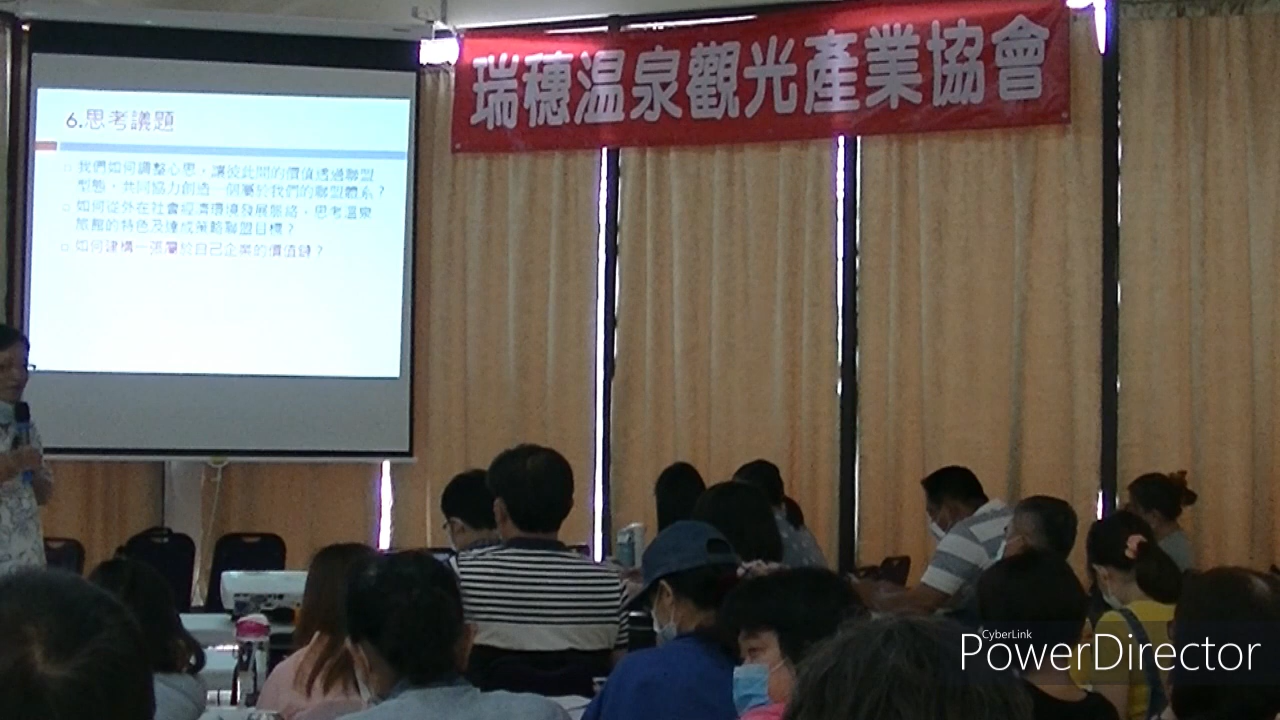 瑞穗温泉觀光產業協會
6.思考議題
我們如何調整心思，讓彼此間的價值透過聯盟
型態，共同協力創造一個屬於我們的聯盟體系？
如何從外在社會經濟環境發展脈絡，思考溫泉
旅館的特色及達成策略聯盟目標？
如何建構一張屬於自己企業的價值鏈？
CyberLink
PowerDirector